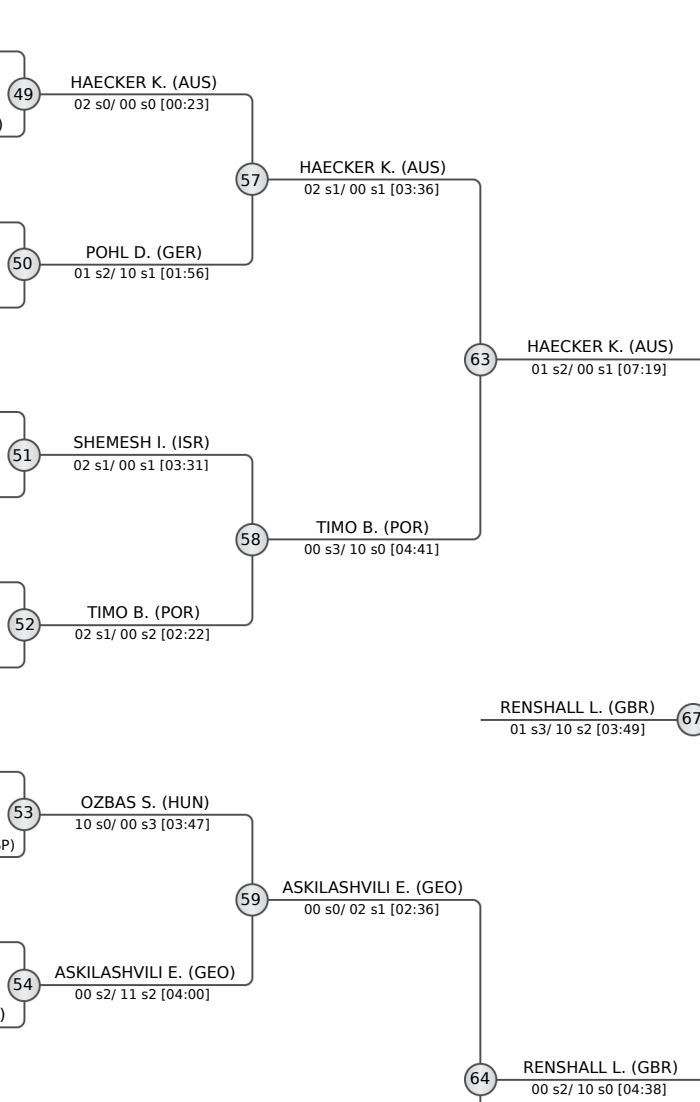 HAECKER K. (AUS)
49
02 s0/ 00 s0 [00:23]
)
HAECKER K. (AUS)
57
02 s1/ 00 s1 [03:36]
POHL D. (GER)
50
01 s2/ 10 s1 [01:56]
HAECKER K. (AUS)
63
01 s2/ 00 s1 [07:19]
SHEMESH I. (ISR)
51
02 s1/ 00 s1 [03:31]
TIMO B. (POR)
58
00 s3/ 10 s0 [04:41]
TIMO B. (POR)
52
02 s1/ 00 s2 [02:22]
RENSHALL L. (GBR)
67
01 s3/ 10 s2 [03:49]
OZBAS S. (HUN)
53
10 s0/ 00 s3 [03:47]
P)
ASKILASHVILI E. (GEO)
59
00 s0/ 02 s1 [02:36]
ASKILASHVILI E. (GEO)
54
00 s2/ 11 s2 [04:00]
)
RENSHALL L. (GBR)
64
00 s2/ 10 s0 [04:38]